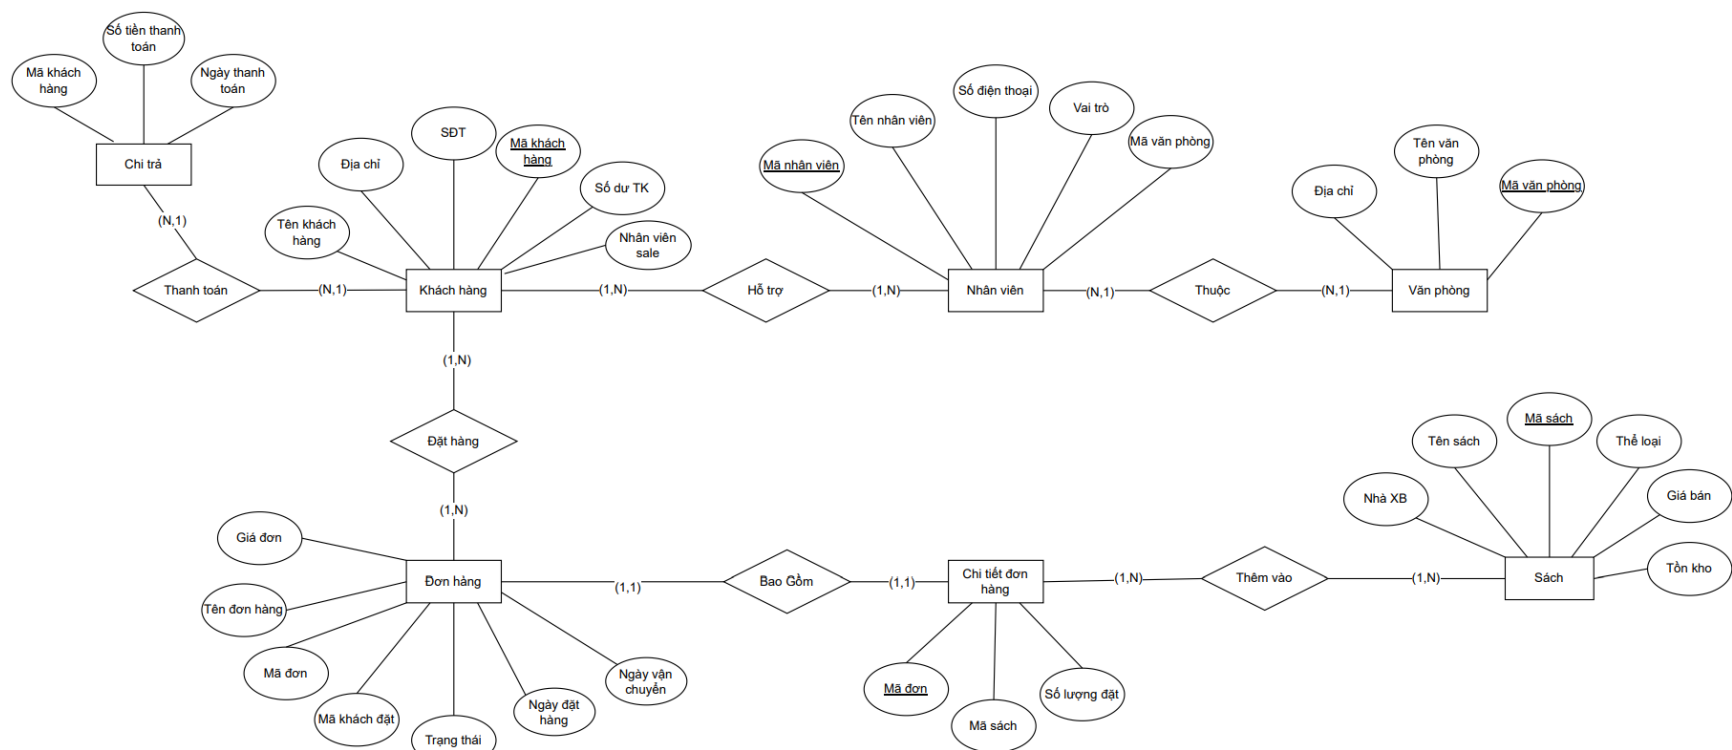 Số tiền thanh
toán
Mã khách
hàng
Ngày thanh
toán
Chi trả
(N,1)
Thanh toán
(N,1)
SĐT
Mã khách
hàng
Địa chỉ
Số dư TK
Tên khách
hàng
Nhân viên
sale
Khách hàng
(1,N)
Hỗ trợ
(1,N)
Số điện thoại
Tên nhân viên
Vai trò
Mã nhân viên
Mã văn phòng
Nhân viên
(N,1)
Thuộc
(N,1)
Tên văn
phòng
Địa chỉ
Mã văn phòng
Văn phòng
(1,N)
Đặt hàng
(1,N)
Giá đơn
Đơn hàng
Tên đơn hàng
Mã đơn
Mã khách đặt
Trạng thái
Ngày đặt
hàng
Ngày vận
chuyển
(1,1)
Bao Gồm
(1,1)
Chi tiết đơn
hàng
Mã đơn
Mã sách
Số lượng đặt
(1,N)
Thêm vào
(1,N)
Mã sách
Tên sách
Thể loại
Nhà XB
Giá bán
Tồn kho
Sách